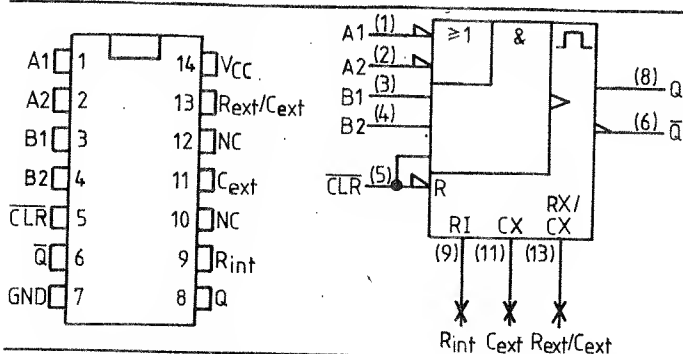 A1 1 14 VCC
A2 2 13 Rext/Cext
B1 3 12 NC
B2 4 11 Cext
CLR 5 10 NC
Q 6 9 Rint
GND 7 8 Q
A1 (1) ≥1 &
A2 (2)
B1 (3) (8) Q
B2 (4) (6) Q
CLR (5) R
RX/
RI CX CX
(9) (11) (13)
Rint Cext Rext/Cext